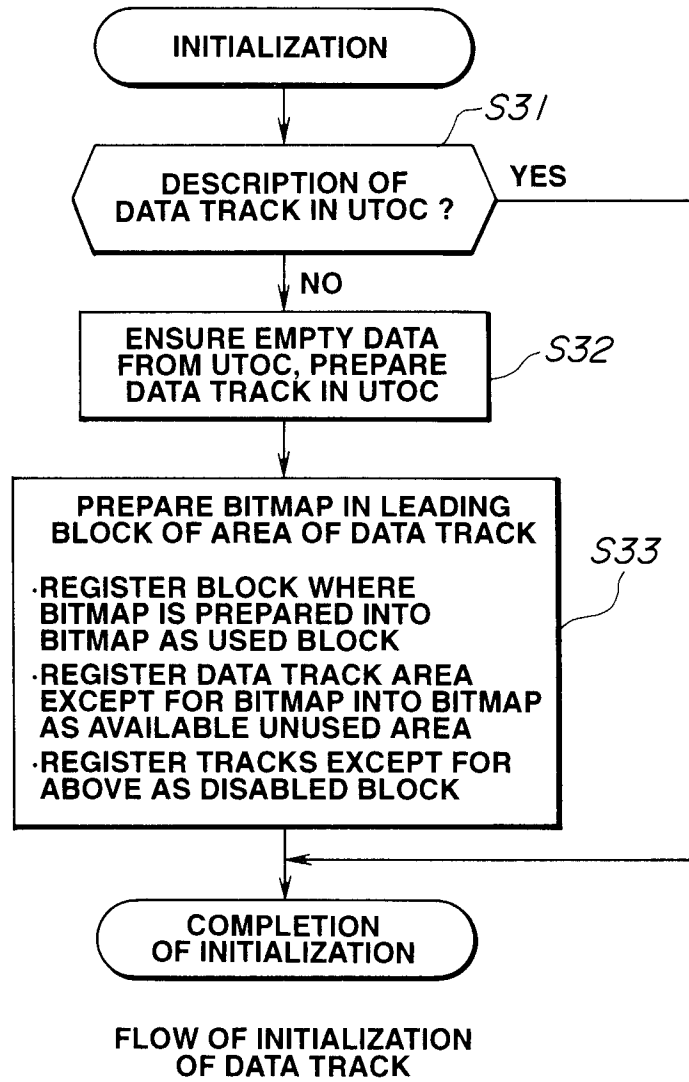 INITIALIZATION
S31
DESCRIPTION OF
DATA TRACK IN UTOC ?
YES
NO
ENSURE EMPTY DATA
FROM UTOC, PREPARE
DATA TRACK IN UTOC
S32
PREPARE BITMAP IN LEADING
BLOCK OF AREA OF DATA TRACK
S33
·REGISTER BLOCK WHERE
BITMAP IS PREPARED INTO
BITMAP AS USED BLOCK
·REGISTER DATA TRACK AREA
EXCEPT FOR BITMAP INTO BITMAP
AS AVAILABLE UNUSED AREA
·REGISTER TRACKS EXCEPT FOR
ABOVE AS DISABLED BLOCK
COMPLETION
OF INITIALIZATION
FLOW OF INITIALIZATION
OF DATA TRACK